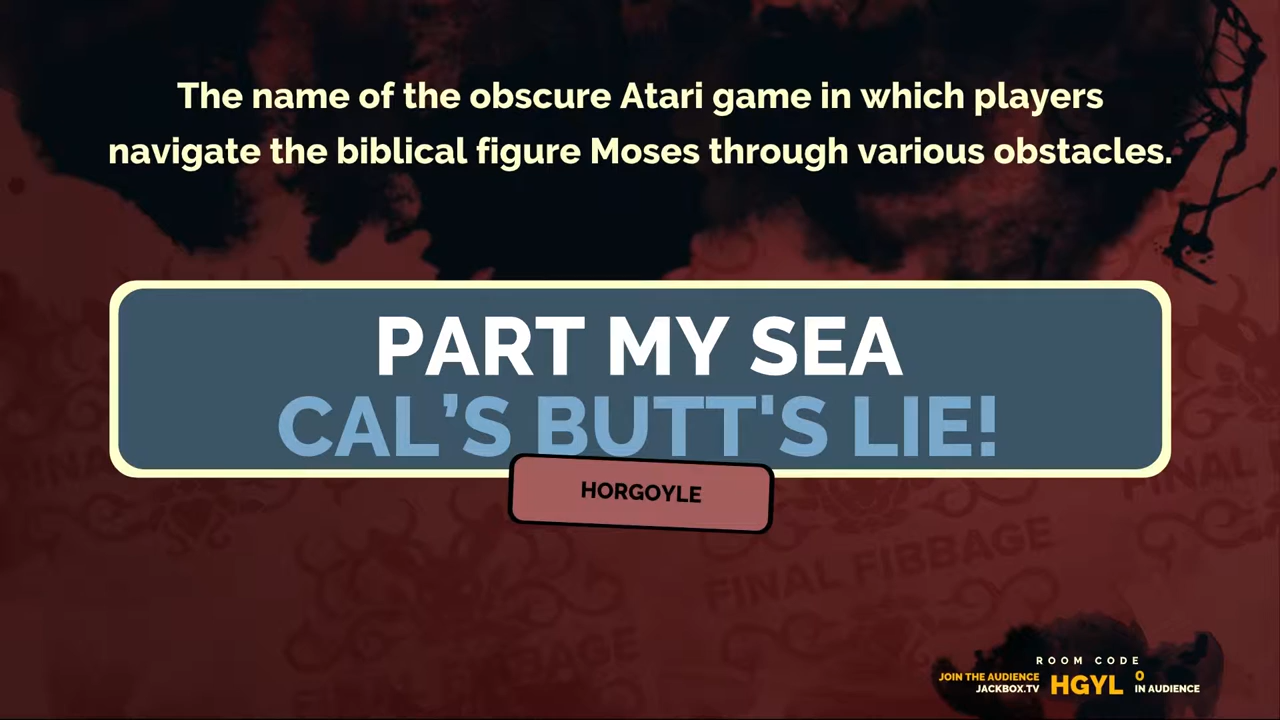 The name of the obscure Atari game in which players
navigate the biblical figure Moses through various obstacles.
PART MY SEA
CAL’S BUTT'S LIE!
HORGOYLE
FINAL FIBBAGE
ROOM CODE
JOIN THE AUDIENCE
JACKBOX.TV
HGYL
0
IN AUDIENCE